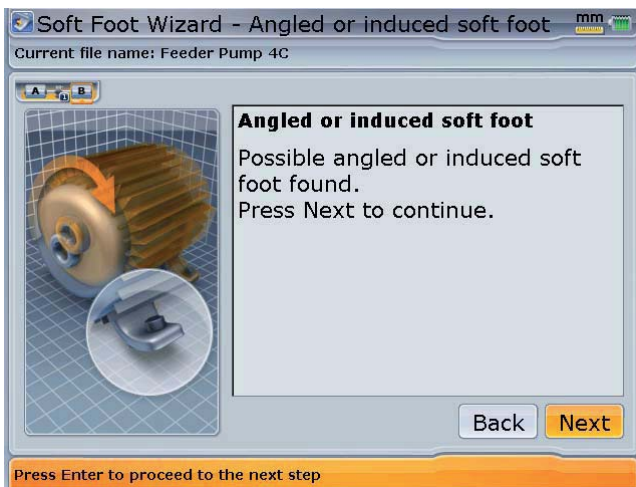 Soft Foot Wizard - Angled or induced soft foot
mm
Current file name: Feeder Pump 4C
A 1 B
Angled or induced soft foot
Possible angled or induced soft
foot found.
Press Next to continue.
Back Next
Press Enter to proceed to the next step